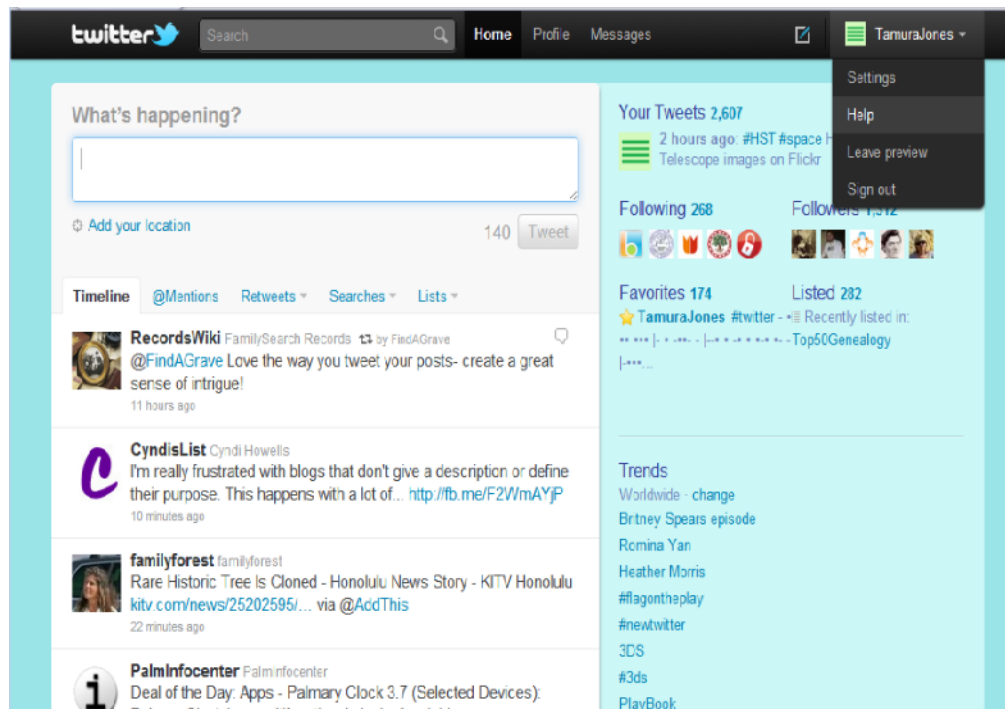 twitter
Search
Home
Profile
Messages
TamuraJones
Settings
Help
Leave preview
Sign out
What's happening?
Add your location
140
Tweet
Timeline
@Mentions
Retweets
Searches
Lists
RecordsWiki FamilySearch Records by FindAGrave
@FindAGrave Love the way you tweet your posts- create a great
sense of intrigue!
11 hours ago
CyndisList Cyndi Howells
I'm really frustrated with blogs that don't give a description or define
their purpose. This happens with a lot of... http://fb.me/F2WmAYjP
10 minutes ago
familyforest familyforest
Rare Historic Tree Is Cloned - Honolulu News Story - KITV Honolulu
kitv.com/news/25202595/... via @AddThis
22 minutes ago
PalmInfocenter Palminfocenter
Deal of the Day: Apps - Palmary Clock 3.7 (Selected Devices):
Your Tweets 2,607
2 hours ago: #HST #space H
Telescope images on Flickr
Following 268
Followers 1,312
Favorites 174
TamuraJones #twitter -
Listed 282
Recently listed in:
Top50Genealogy
Trends
Worldwide · change
Britney Spears episode
Romina Yan
Heather Morris
#flagontheplay
#newtwitter
3DS
#3ds
PlayBook